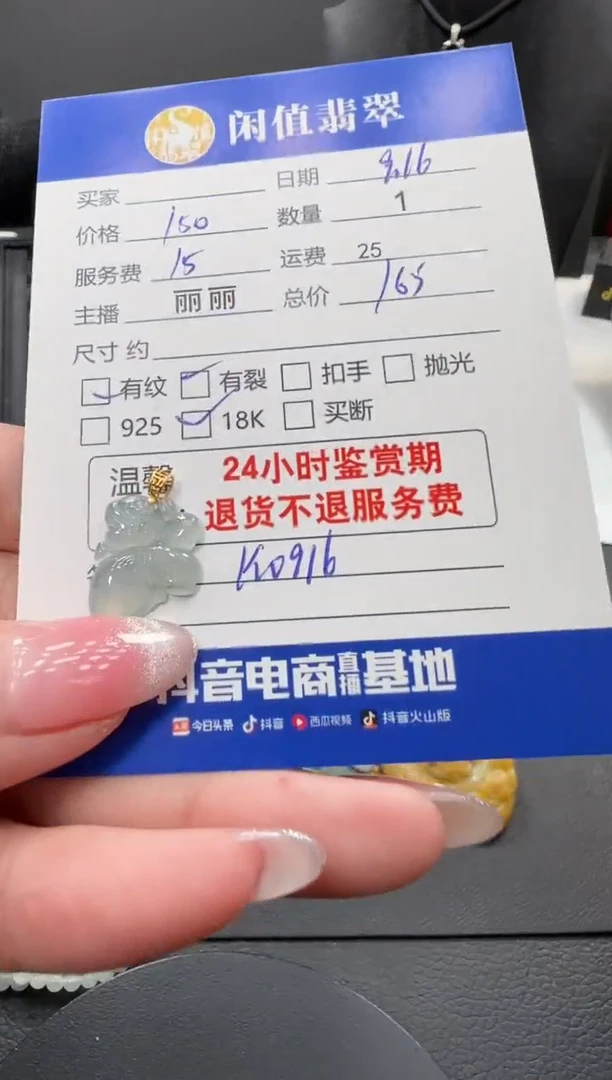 闲值翡翠
买家 日期 9.16
价格 150 数量 1
服务费 15 运费 25
主播 丽丽 总价 165
尺寸 约
有纹 有裂 扣手 抛光
925 18K 买断
温馨 24小时鉴赏期
退货不退服务费
K0916
抖音电商直播基地
今日头条 抖音 西瓜视频 抖音火山版